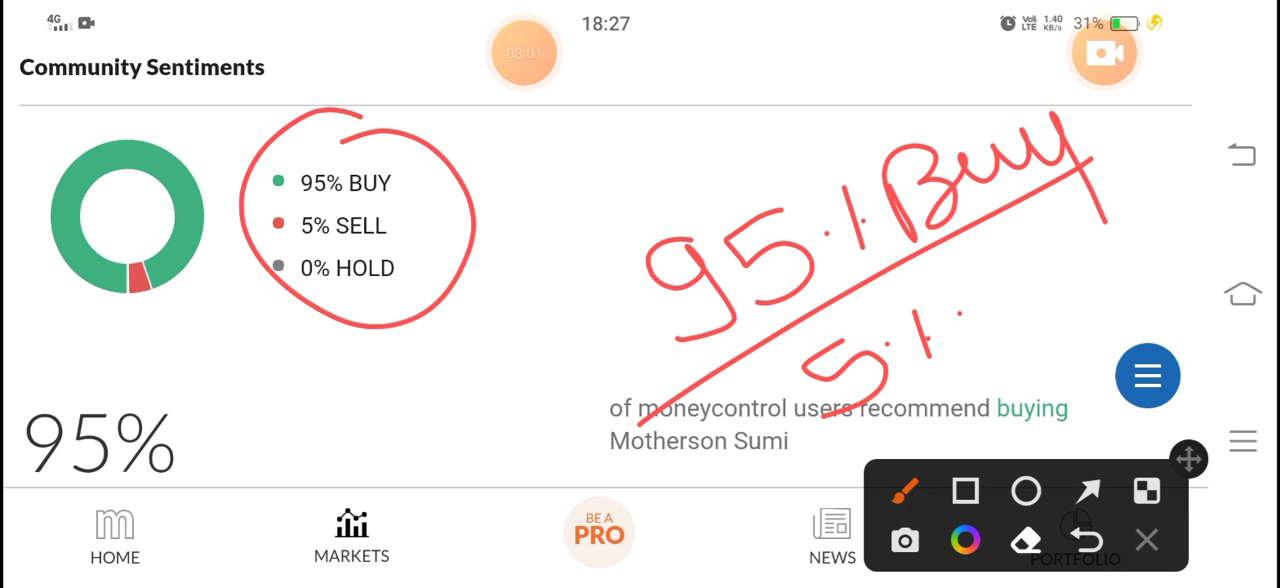 4G
18:27
Vo)) LTE 1.40 KB/s 31%
08:01
Community Sentiments
95% BUY
5% SELL
0% HOLD
95% Buy
5%
95%
of moneycontrol users recommend buying
Motherson Sumi
m
HOME
MARKETS
BE A
PRO
NEWS
PORTFOLIO